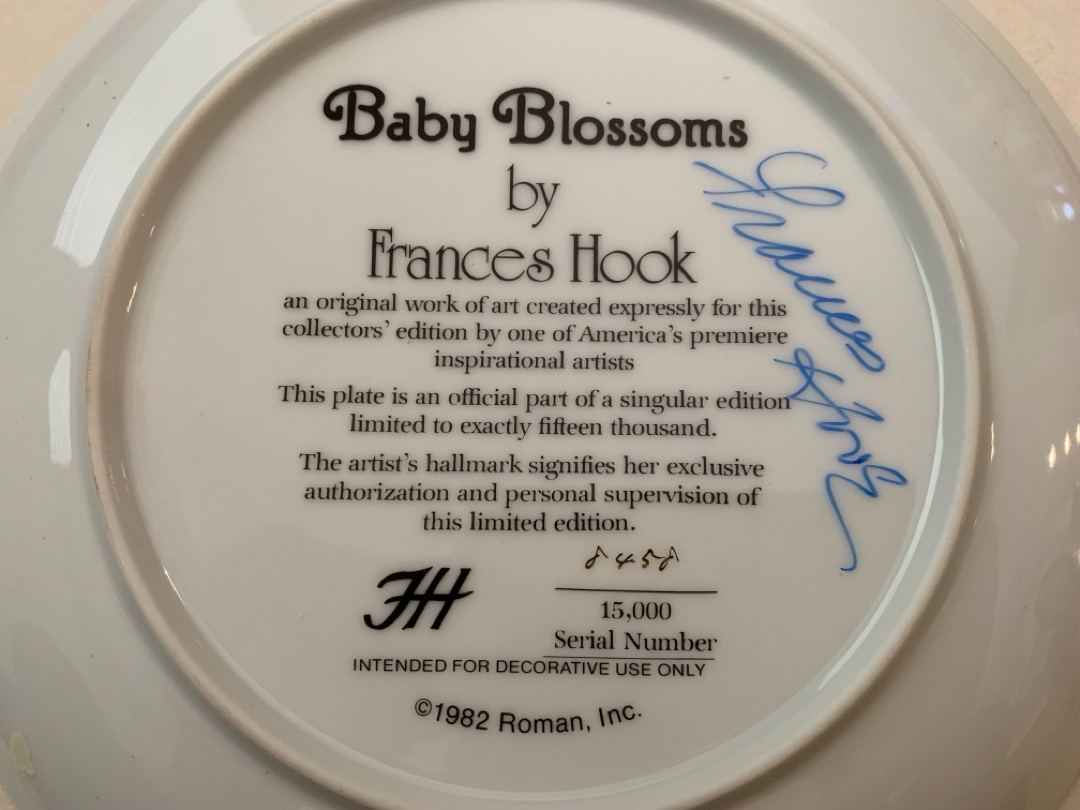 Baby Blossoms
by
Frances Hook
an original work of art created expressly for this
collectors' edition by one of America's premiere
inspirational artists
This plate is an official part of a singular edition
limited to exactly fifteen thousand.
The artist's hallmark signifies her exclusive
authorization and personal supervision of
this limited edition.
FH
8458
15,000
Serial Number
INTENDED FOR DECORATIVE USE ONLY
©1982 Roman, Inc.
Frances Hook